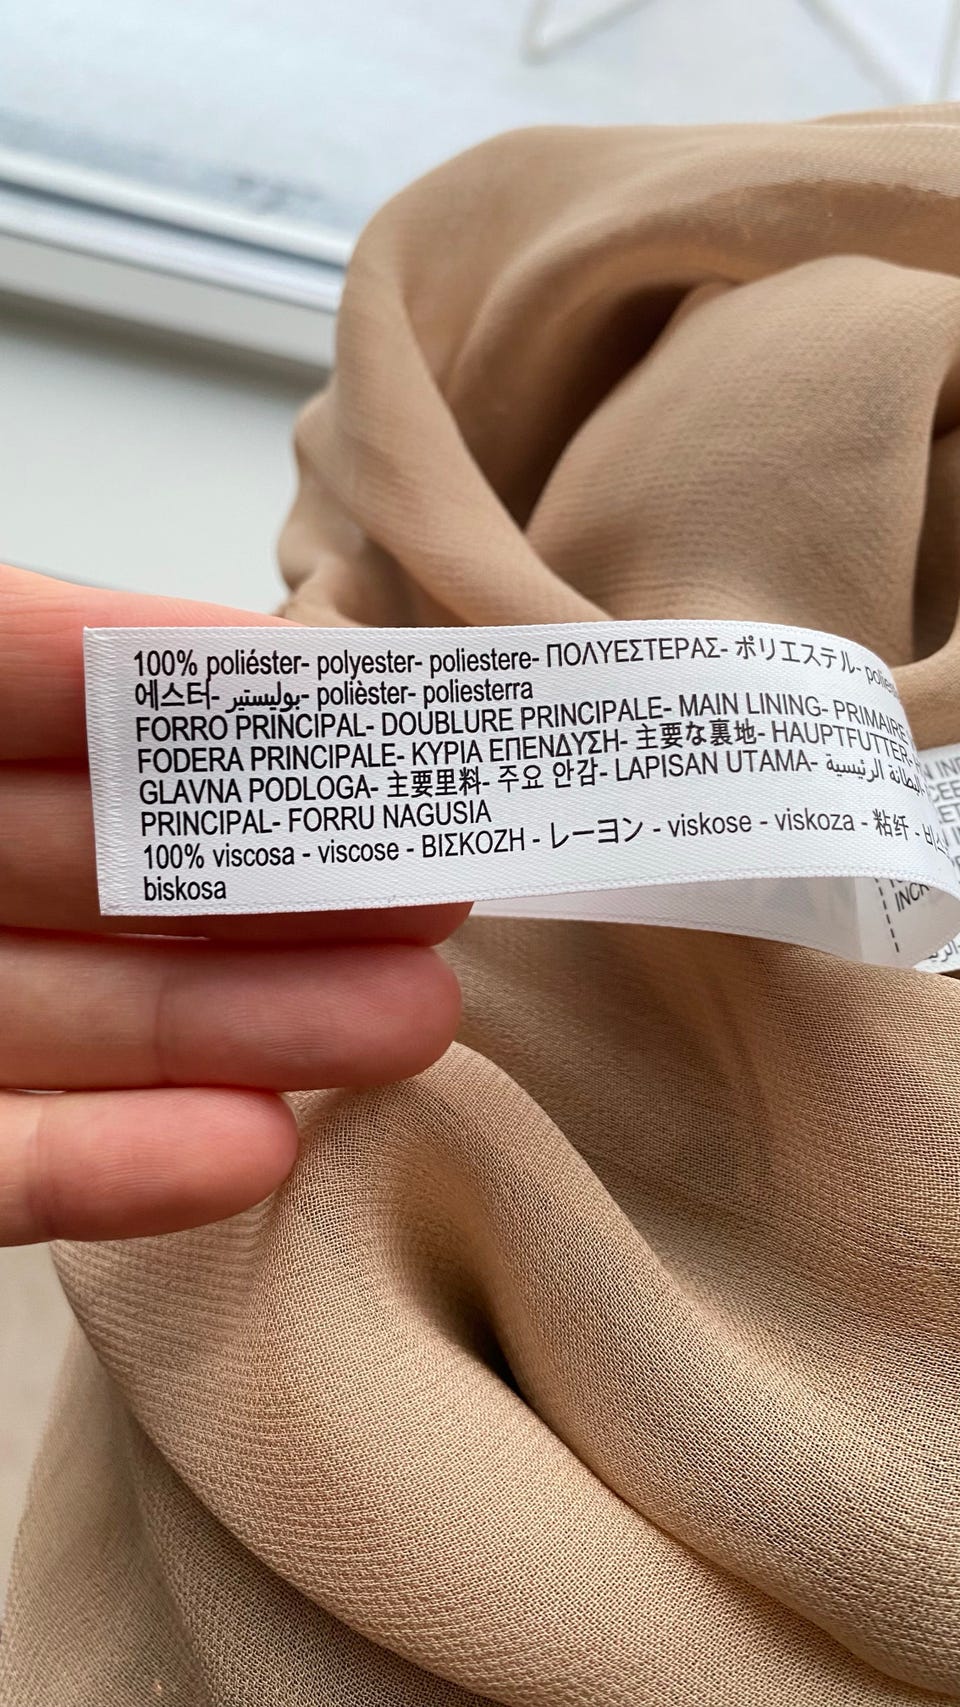 100% poliéster- polyester- poliestere- ΠΟΛΥΕΣΤΕΡΑΣ- ポリエステル-
에스터- بوليستير- polièster- poliesterra
FORRO PRINCIPAL- DOUBLURE PRINCIPALE- MAIN LINING- PRIMAIRE
FODERA PRINCIPALE- ΚΥΡΙΑ ΕΠΕΝΔΥΣΗ- 主要な裏地- HAUPTFUTTER-
GLAVNA PODLOGA- 主要里料- 주요 안감- LAPISAN UTAMA- البطانة الرئيسية
PRINCIPAL- FORRU NAGUSIA
100% viscosa - viscose - ΒΙΣΚΟΖΗ - レーヨン - viskose - viskoza - 粘纤 -
biskosa